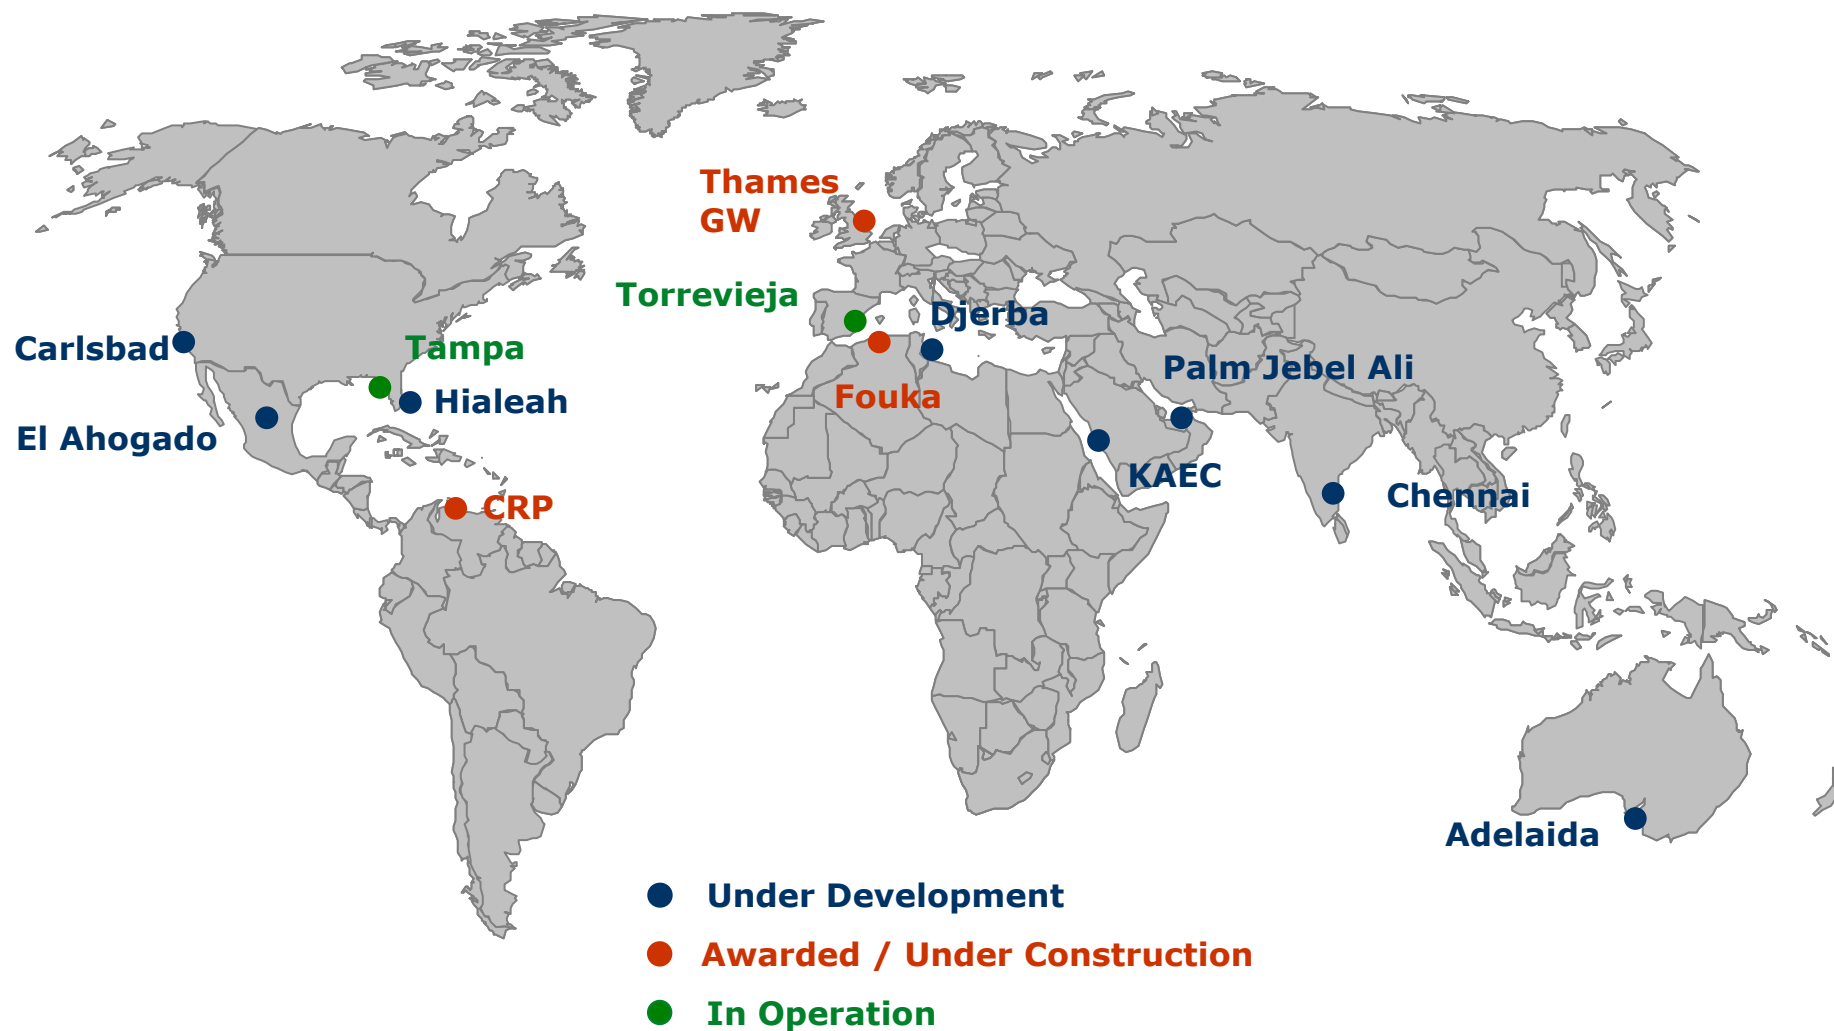 Thames
GW
Torrevieja
Djerba
Carlsbad
Tampa
Palm Jebel Ali
Fouka
Hialeah
El Ahogado
KAEC
Chennai
CRP
Adelaida
Under Development
Awarded / Under Construction
In Operation